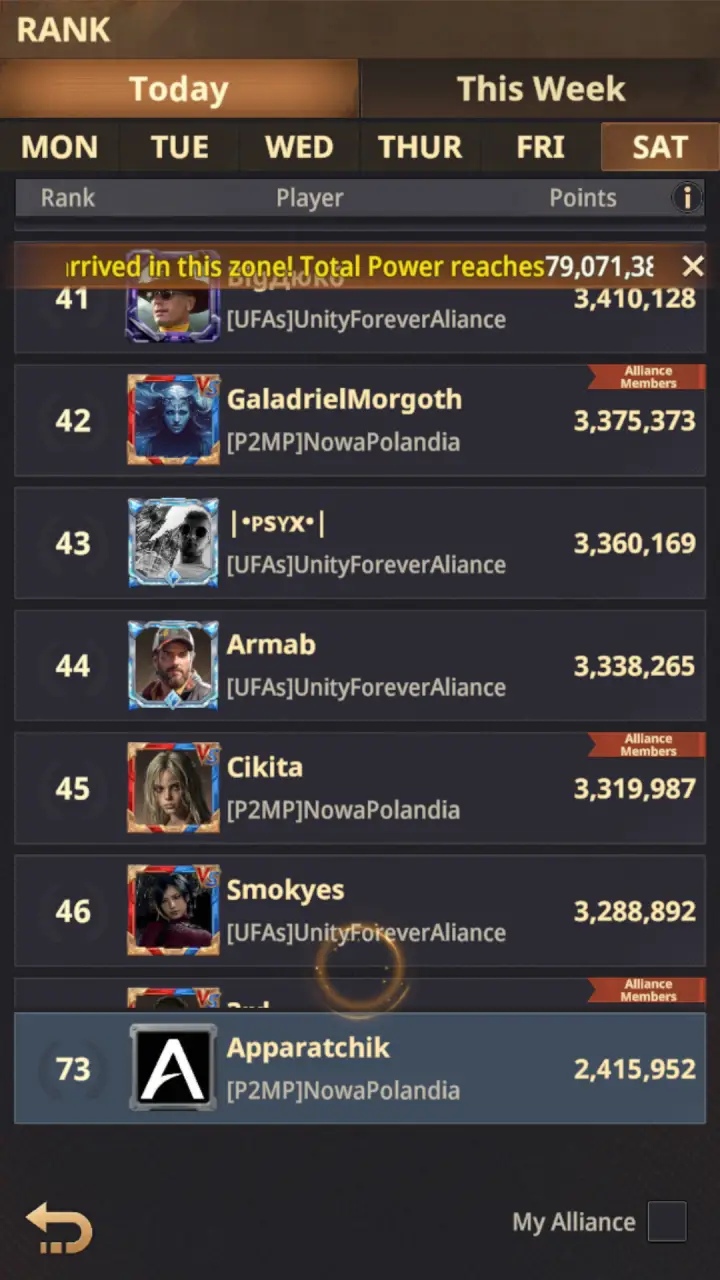 RANK
Today
This Week
MON
TUE
WED
THUR
FRI
SAT
Rank
Player
Points
rrived in this zone! Total Power reaches79,071,38
41
3,410,128
[UFAs]UnityForeverAliance
Alliance
Members
42
GaladrielMorgoth
3,375,373
[P2MP]NowaPolandia
43
|•PSYX•|
3,360,169
[UFAs]UnityForeverAliance
44
Armab
3,338,265
[UFAs]UnityForeverAliance
Alliance
Members
45
Cikita
3,319,987
[P2MP]NowaPolandia
46
Smokyes
3,288,892
[UFAs]UnityForeverAliance
Alliance
Members
73
Apparatchik
2,415,952
[P2MP]NowaPolandia
My Alliance